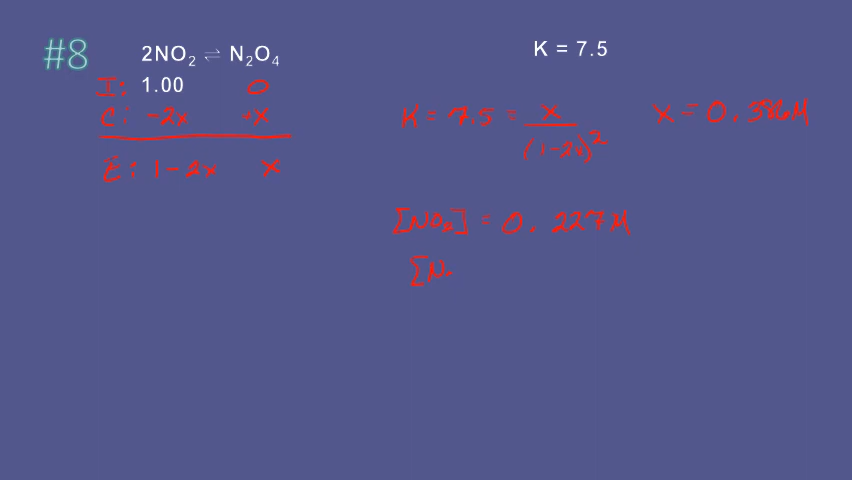 #8
2NO₂ ⇌ N₂O₄
K = 7.5
I: 1.00 0
C: -2x +x
E: 1-2x x
K = 7.5 = x / (1-2x)²
x = 0.386M
[NO₂] = 0.227M
[N